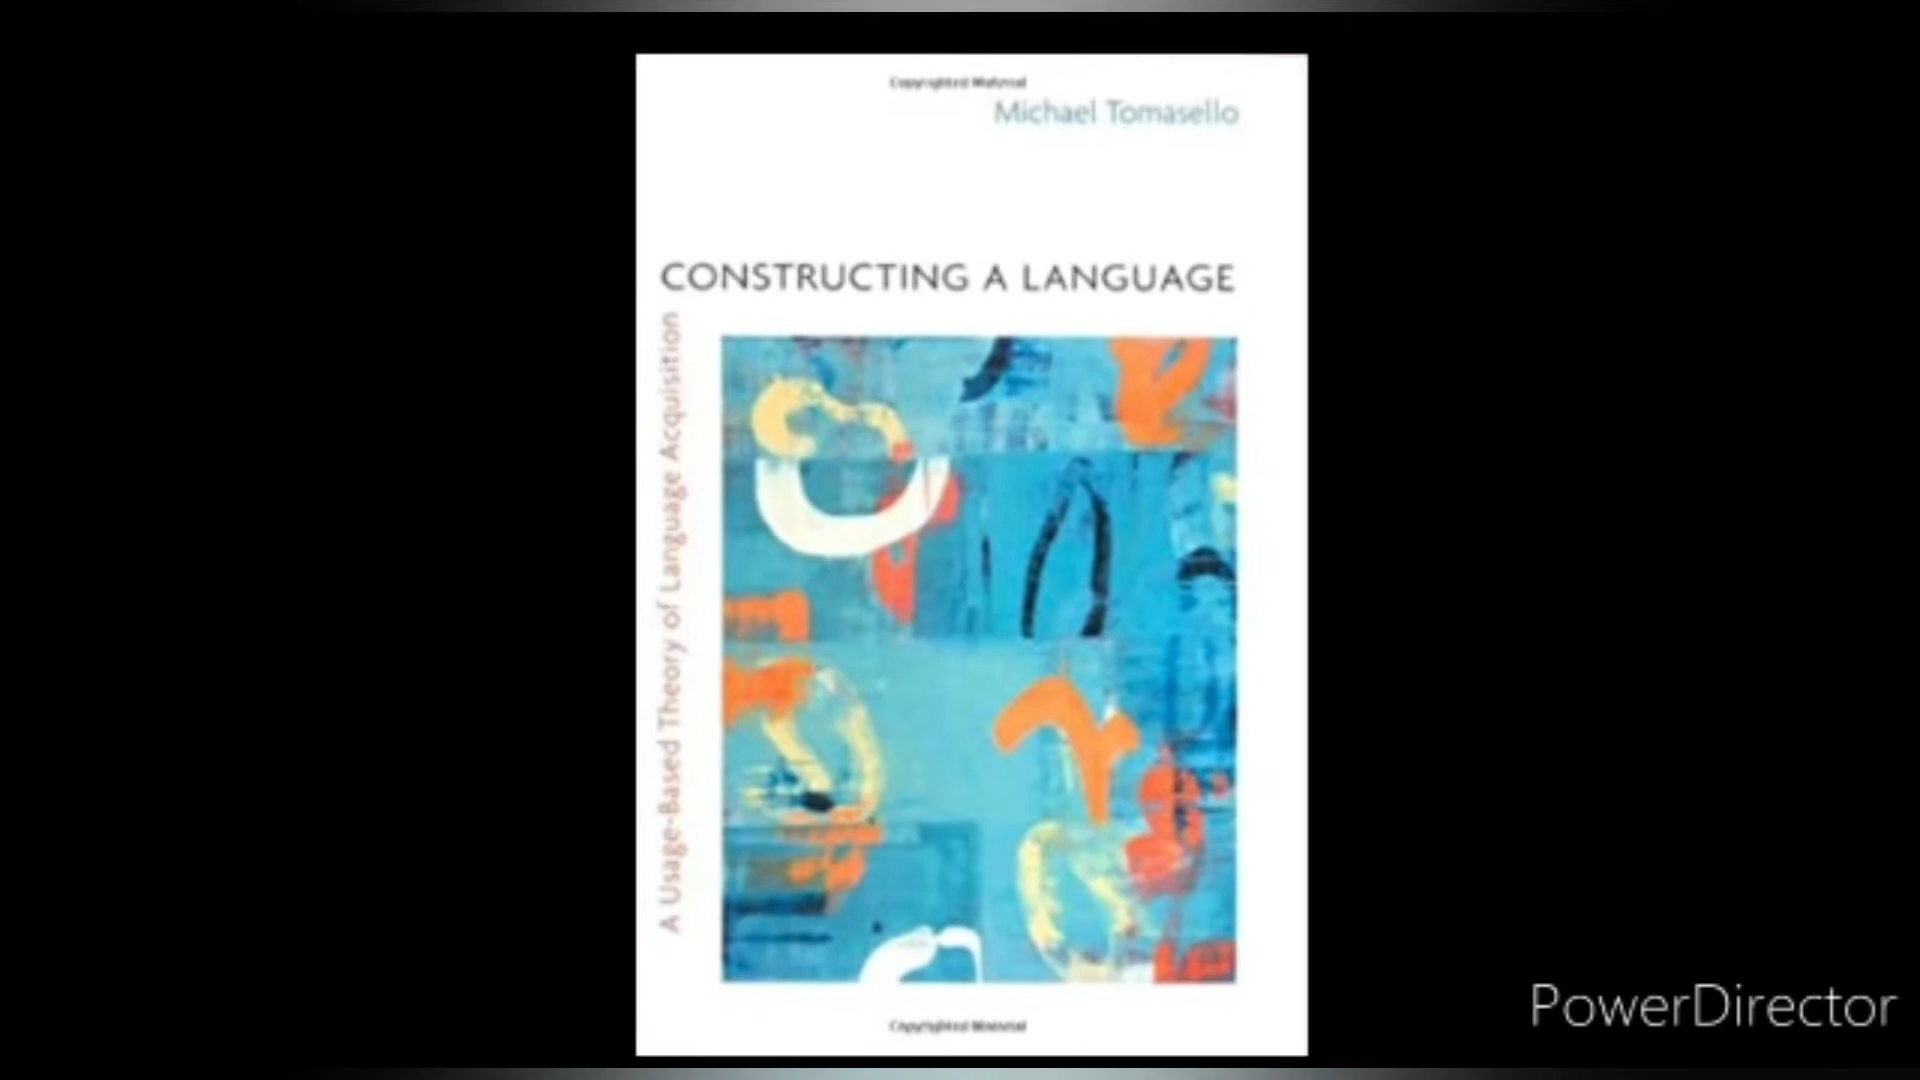 Copyrighted Material
Michael Tomasello
CONSTRUCTING A LANGUAGE
A Usage-Based Theory of Language Acquisition
Copyrighted Material
PowerDirector